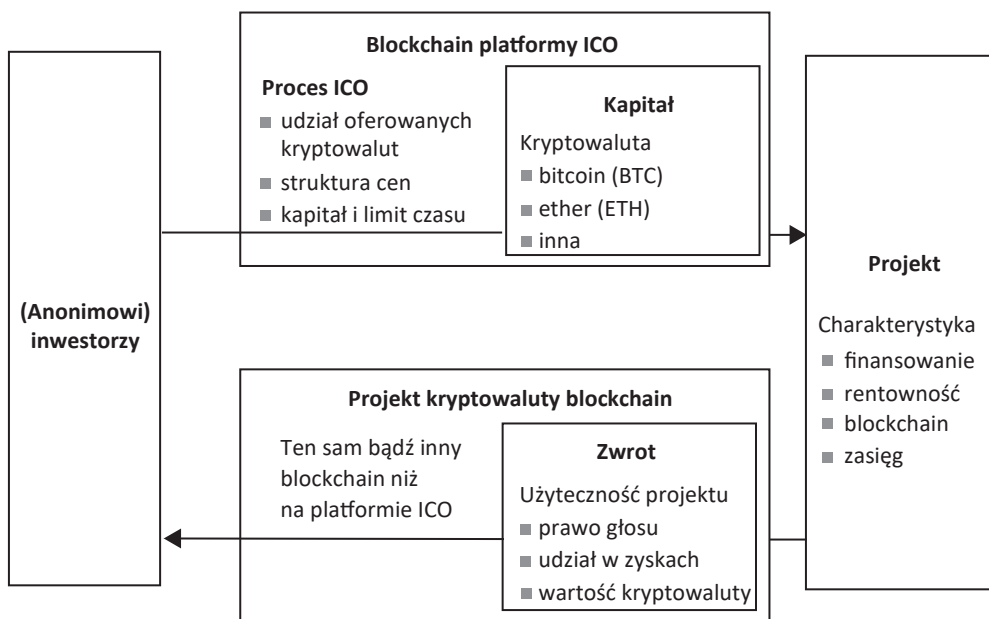 Blockchain platformy ICO
Proces ICO
udział oferowanych
kryptowalut
struktura cen
kapitał i limit czasu
Kapitał
Kryptowaluta
bitcoin (BTC)
ether (ETH)
inna
(Anonimowi)
inwestorzy
Projekt
Charakterystyka
finansowanie
rentowność
blockchain
zasięg
Projekt kryptowaluty blockchain
Ten sam bądź inny
blockchain niż
na platformie ICO
Zwrot
Użyteczność projektu
prawo głosu
udział w zyskach
wartość kryptowaluty